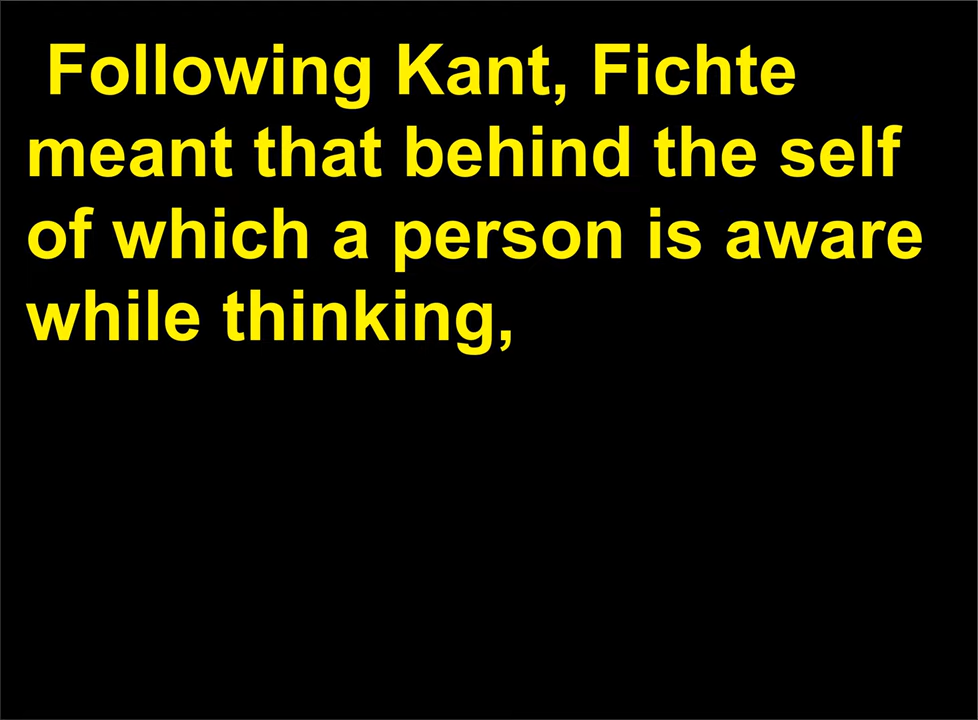 Following Kant, Fichte
meant that behind the self
of which a person is aware
while thinking,